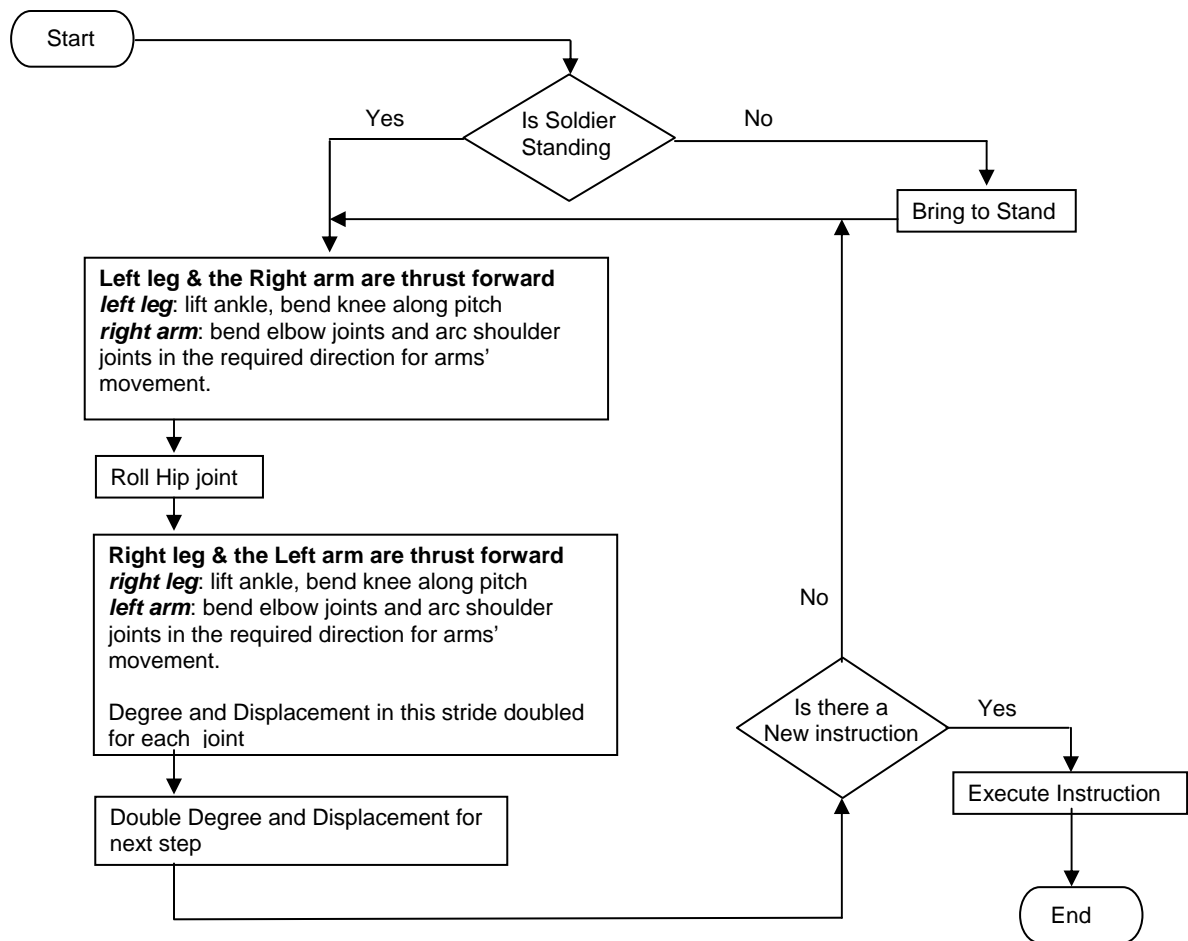 Start
Is Soldier
Standing
Yes
No
Bring to Stand
Left leg & the Right arm are thrust forward
left leg: lift ankle, bend knee along pitch
right arm: bend elbow joints and arc shoulder
joints in the required direction for arms’
movement.
Roll Hip joint
Right leg & the Left arm are thrust forward
right leg: lift ankle, bend knee along pitch
left arm: bend elbow joints and arc shoulder
joints in the required direction for arms’
movement.
Degree and Displacement in this stride doubled
for each joint
Double Degree and Displacement for
next step
No
Is there a
New instruction
Yes
Execute Instruction
End